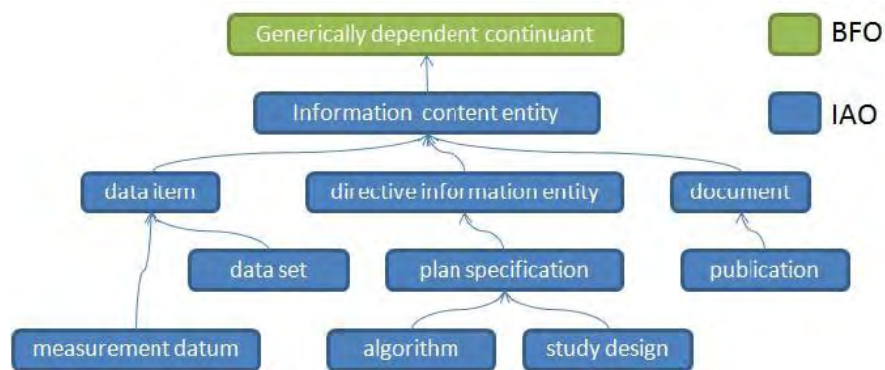 Generically dependent continuant
BFO
Information content entity
IAO
data item
directive information entity
document
data set
plan specification
publication
measurement datum
algorithm
study design